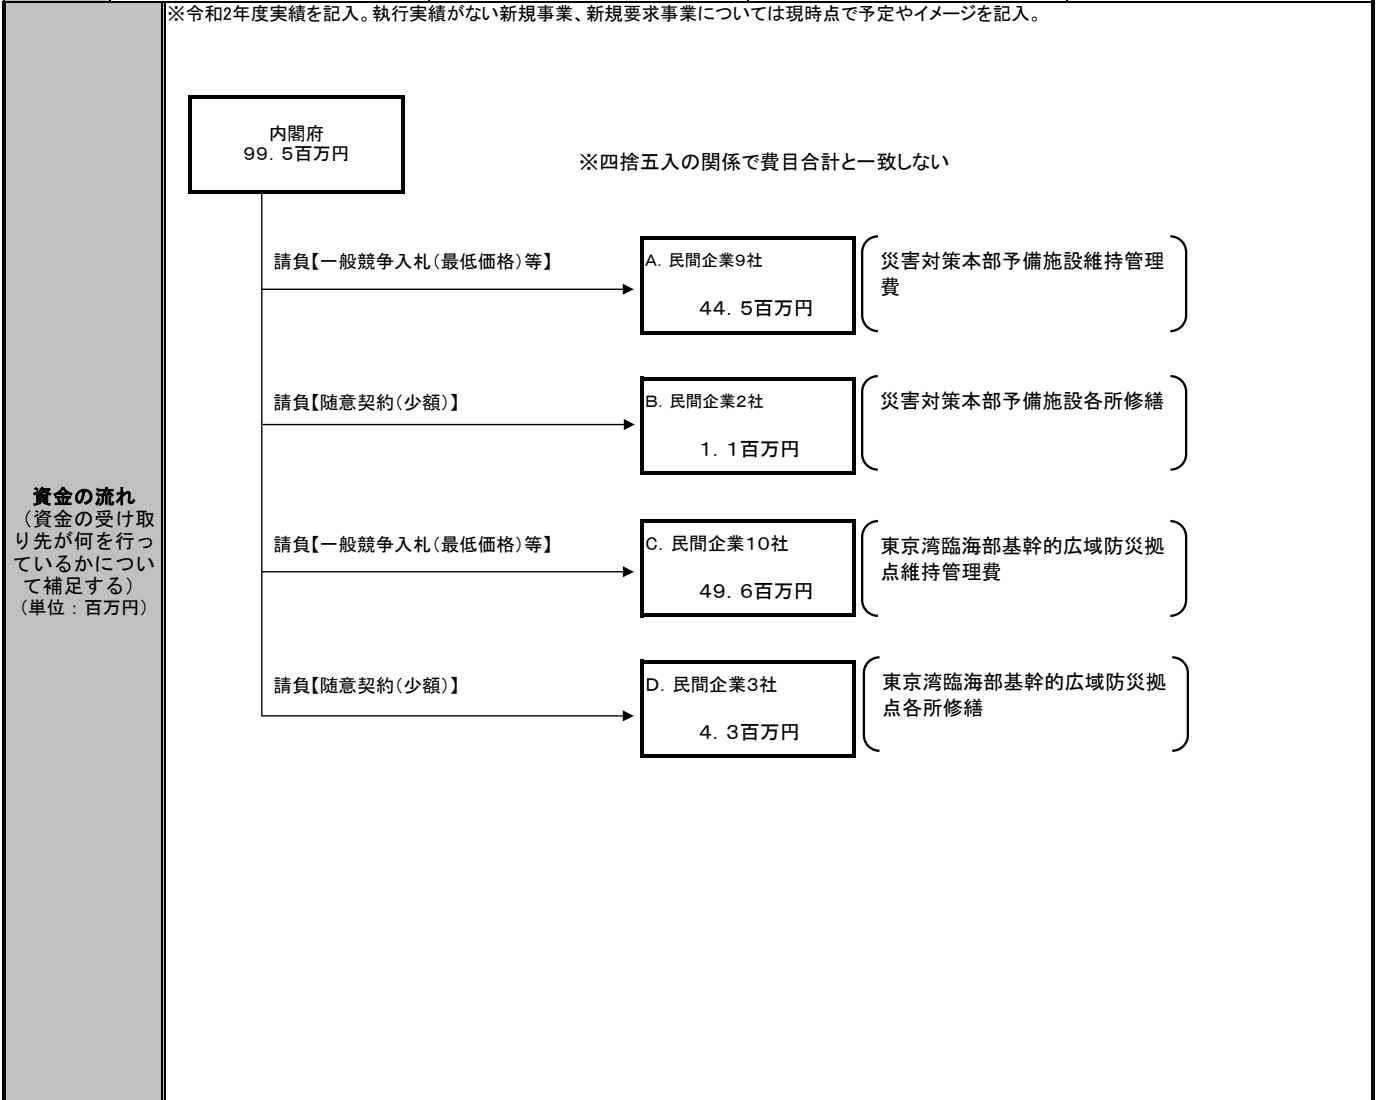 ※令和2年度実績を記入。執行実績がない新規事業、新規要求事業については現時点で予定やイメージを記入。
資金の流れ
（資金の受け取
り先が何を行っ
ているかについ
て補足する）
（単位：百万円）
内閣府
99．5百万円
※四捨五入の関係で費目合計と一致しない
請負【一般競争入札（最低価格）等】
A．民間企業9社
44．5百万円
災害対策本部予備施設維持管理
費
請負【随意契約（少額）】
B．民間企業2社
1．1百万円
災害対策本部予備施設各所修繕
請負【一般競争入札（最低価格）等】
C．民間企業10社
49．6百万円
東京湾臨海部基幹的広域防災拠
点維持管理費
請負【随意契約（少額）】
D．民間企業3社
4．3百万円
東京湾臨海部基幹的広域防災拠
点各所修繕